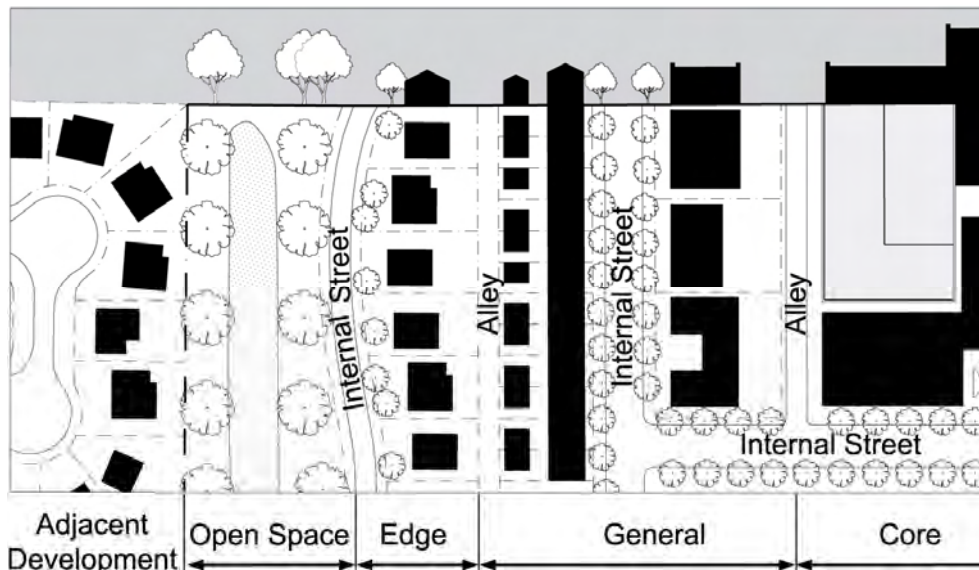 Internal Street
Alley
Internal Street
Alley
Internal Street
Adjacent
Development
Open Space
Edge
General
Core